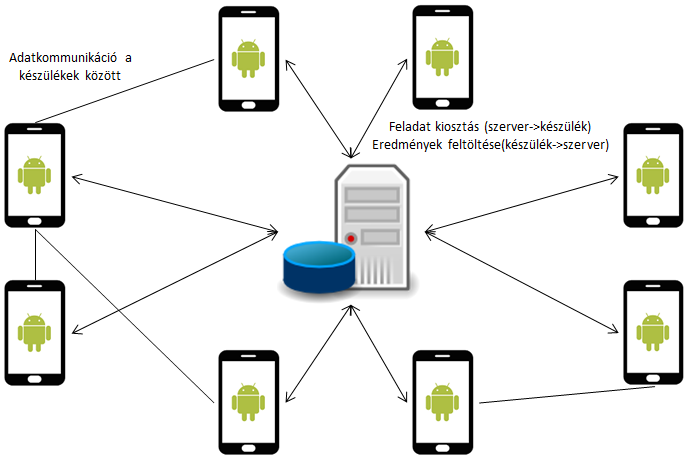 Adatkommunikáció a
készülékek között
Feladat kiosztás (szerver->készülék)
Eredmények feltöltése(készülék->szerver)